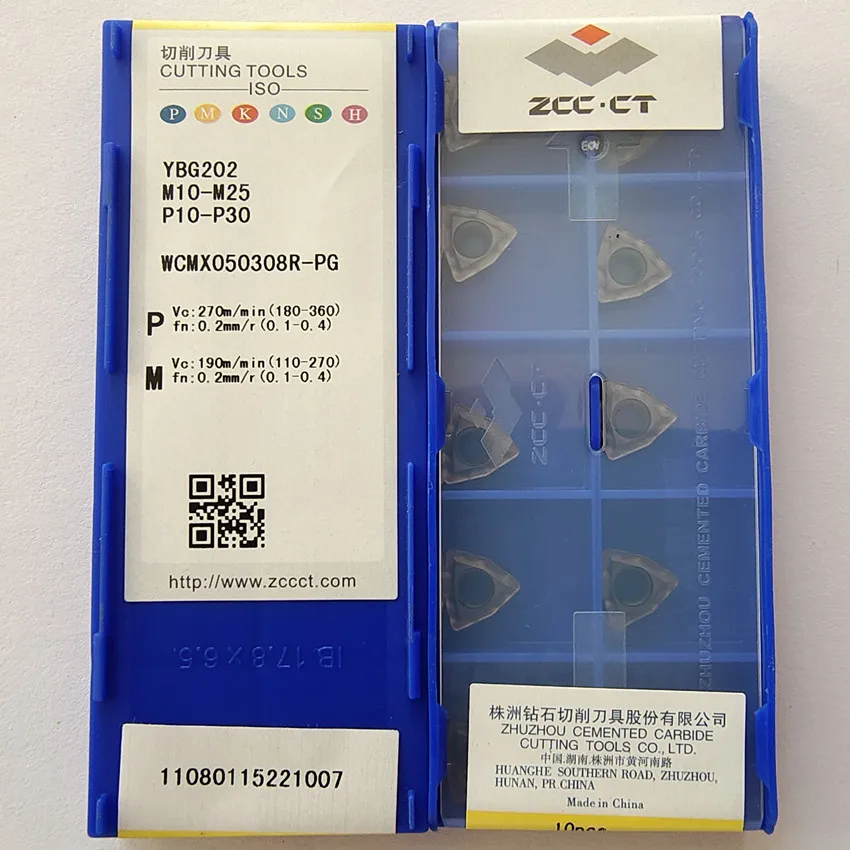 切削刀具
CUTTING TOOLS
ISO
P M K N S H
YBG202
M10-M25
P10-P30
WCMX050308R-PG
P
Vc:270m/min(180-360)
fn:0.2mm/r(0.1-0.4)
M
Vc:190m/min(110-270)
fn:0.2mm/r(0.1-0.4)
http://www.zccct.com
IB 17.8 x 6.5
11080115221007
ZCC·CT
ZCC·CT
ZHUZHOU CEMENTED CARBIDE
株洲钻石切削刀具股份有限公司
ZHUZHOU CEMENTED CARBIDE
CUTTING TOOLS CO., LTD.
中国.湖南.株洲市黄河南路
HUANGHE SOUTHERN ROAD, ZHUZHOU,
HUNAN, PR.CHINA
Made in China